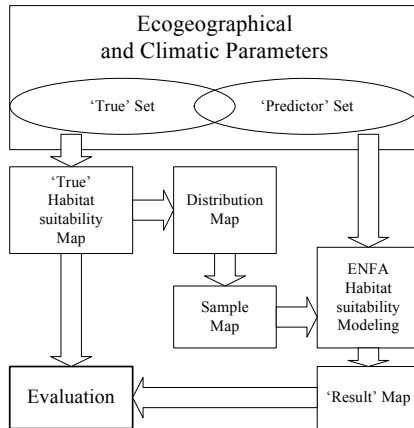 Ecogeographical
and Climatic Parameters
‘True’ Set
‘Predictor’ Set
‘True’
Habitat
suitability
Map
Distribution
Map
Sample
Map
ENFA
Habitat
suitability
Modeling
Evaluation
‘Result’ Map